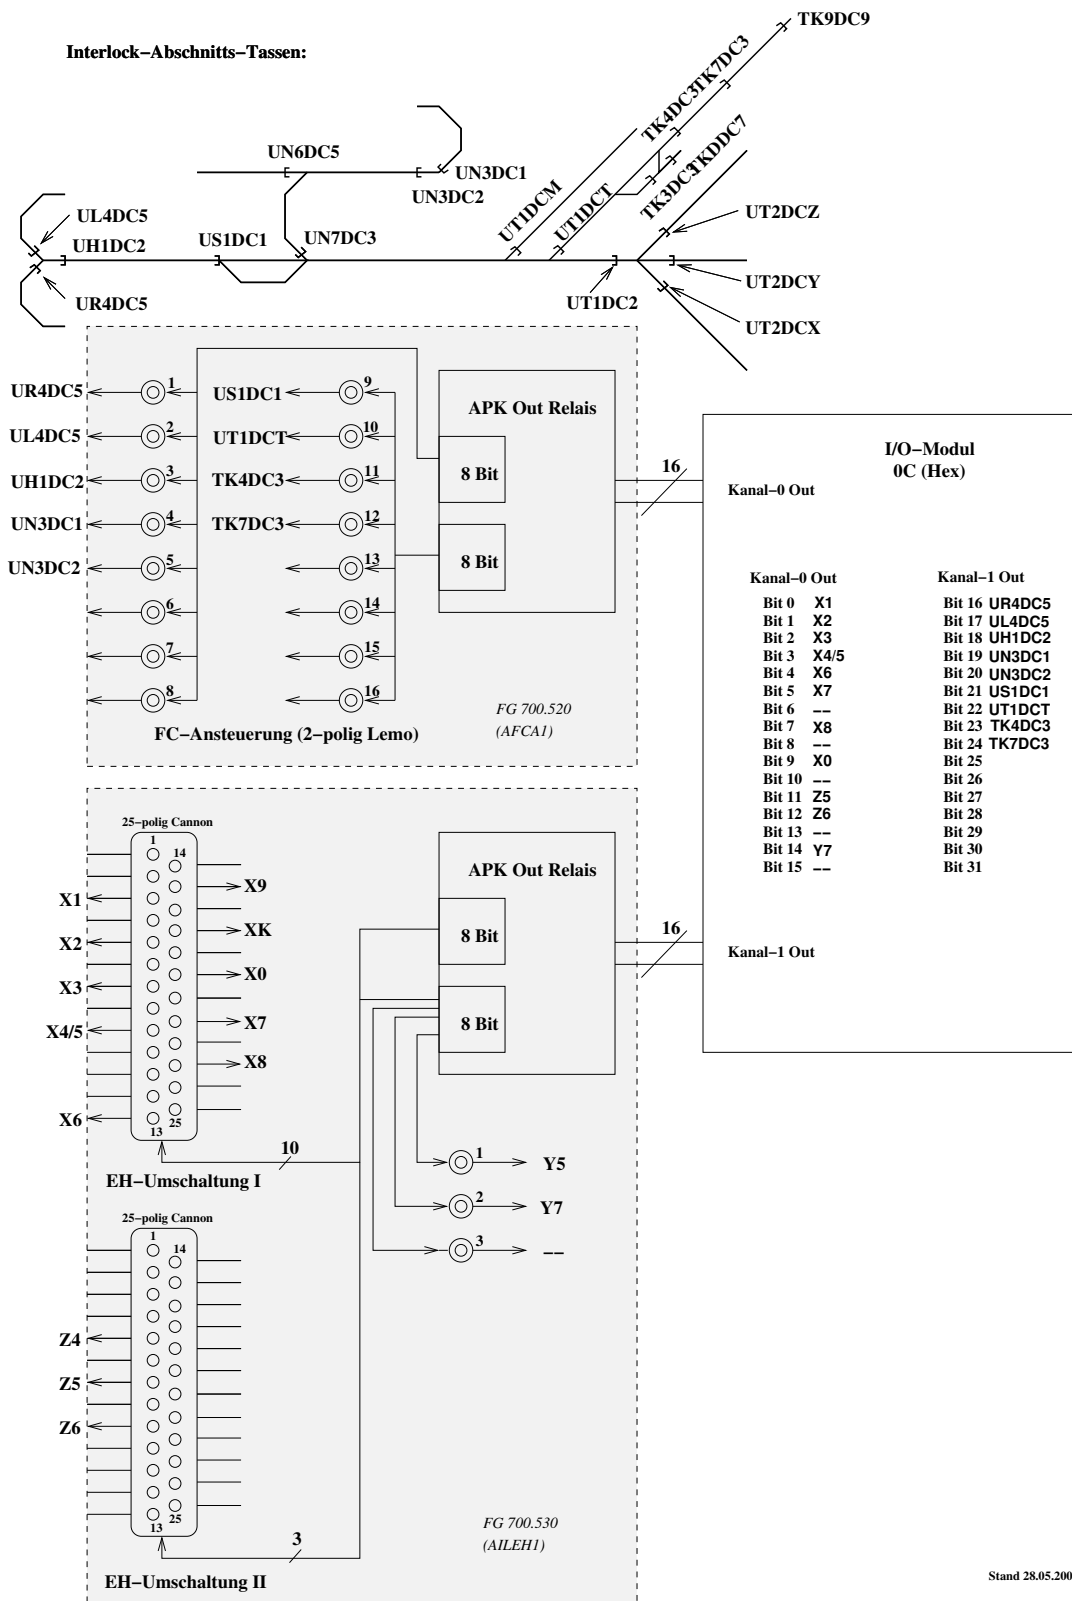 Interlock–Abschnitts–Tassen:
TK9DC9
TK7DC3
TK4DC3
TKDDC7
TK3DC3
UN6DC5
UN3DC1
UN3DC2
UT1DCM
UT1DCT
UL4DC5
UH1DC2
US1DC1
UN7DC3
UT2DCZ
UR4DC5
UT1DC2
UT2DCY
UT2DCX
UR4DC5
1
US1DC1
9
UL4DC5
2
UT1DCT
10
UH1DC2
3
TK4DC3
11
UN3DC1
4
TK7DC3
12
UN3DC2
5
13
6
14
7
15
8
16
APK Out Relais
8 Bit
8 Bit
FG 700.520
(AFCA1)
FC–Ansteuerung (2–polig Lemo)
16
I/O–Modul
0C (Hex)
Kanal–0 Out
Kanal–0 Out
Bit 0 X1
Bit 1 X2
Bit 2 X3
Bit 3 X4/5
Bit 4 X6
Bit 5 X7
Bit 6 --
Bit 7 X8
Bit 8 --
Bit 9 X0
Bit 10 --
Bit 11 Z5
Bit 12 Z6
Bit 13 --
Bit 14 Y7
Bit 15 --
Kanal–1 Out
Bit 16 UR4DC5
Bit 17 UL4DC5
Bit 18 UH1DC2
Bit 19 UN3DC1
Bit 20 UN3DC2
Bit 21 US1DC1
Bit 22 UT1DCT
Bit 23 TK4DC3
Bit 24 TK7DC3
Bit 25
Bit 26
Bit 27
Bit 28
Bit 29
Bit 30
Bit 31
Kanal–1 Out
16
25–polig Cannon
1
14
X1
X2
X3
X4/5
X6
X9
XK
X0
X7
X8
13
25
EH–Umschaltung I
10
APK Out Relais
8 Bit
8 Bit
1
Y5
2
Y7
3
--
25–polig Cannon
1
14
Z4
Z5
Z6
13
25
3
EH–Umschaltung II
FG 700.530
(AILEH1)
Stand 28.05.200